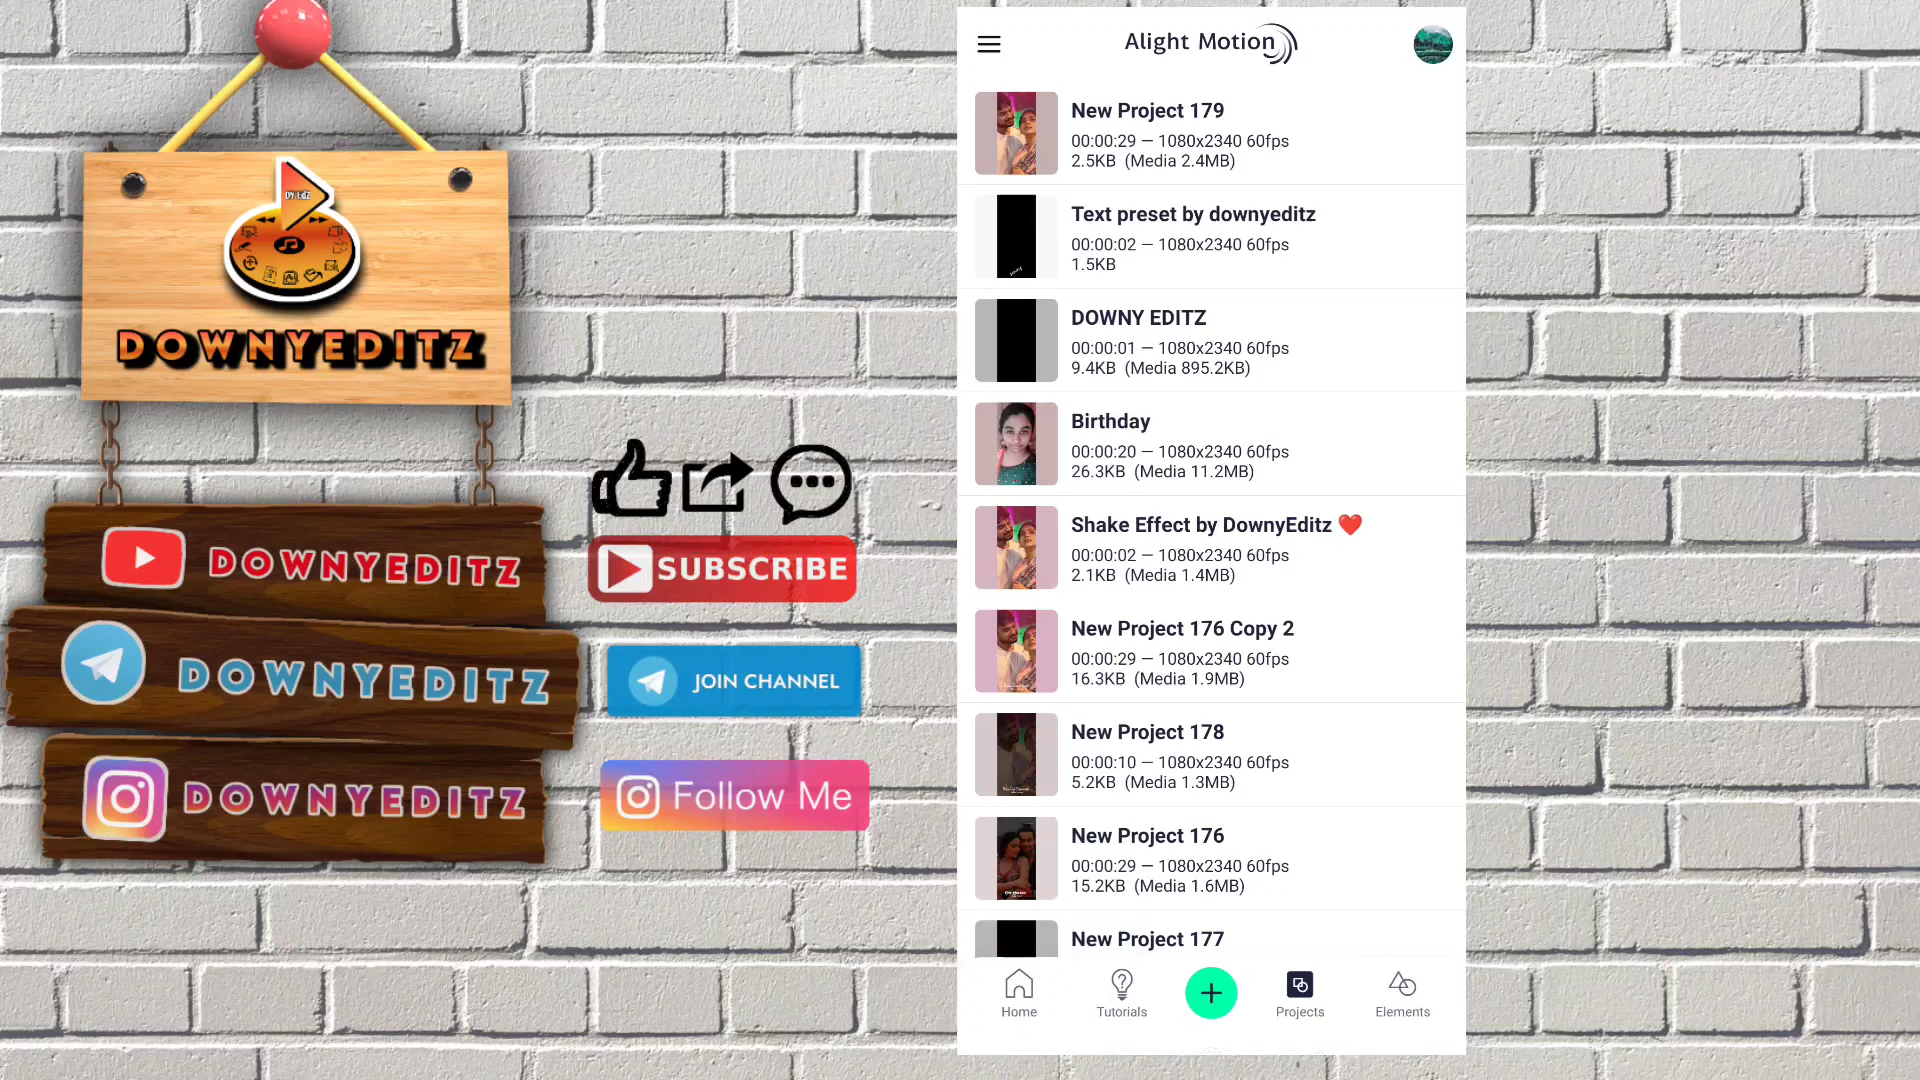 DY EditZ
DOWNYEDITZ
DOWNYEDITZ
DOWNYEDITZ
DOWNYEDITZ
SUBSCRIBE
JOIN CHANNEL
Follow Me
Alight Motion
New Project 179
00:00:29 — 1080x2340 60fps
2.5KB (Media 2.4MB)
Text preset by downyeditz
00:00:02 — 1080x2340 60fps
1.5KB
DOWNY EDITZ
00:00:01 — 1080x2340 60fps
9.4KB (Media 895.2KB)
Birthday
00:00:20 — 1080x2340 60fps
26.3KB (Media 11.2MB)
Shake Effect by DownyEditz ❤️
00:00:02 — 1080x2340 60fps
2.1KB (Media 1.4MB)
New Project 176 Copy 2
00:00:29 — 1080x2340 60fps
16.3KB (Media 1.9MB)
New Project 178
00:00:10 — 1080x2340 60fps
5.2KB (Media 1.3MB)
New Project 176
00:00:29 — 1080x2340 60fps
15.2KB (Media 1.6MB)
New Project 177
Home
Tutorials
Projects
Elements